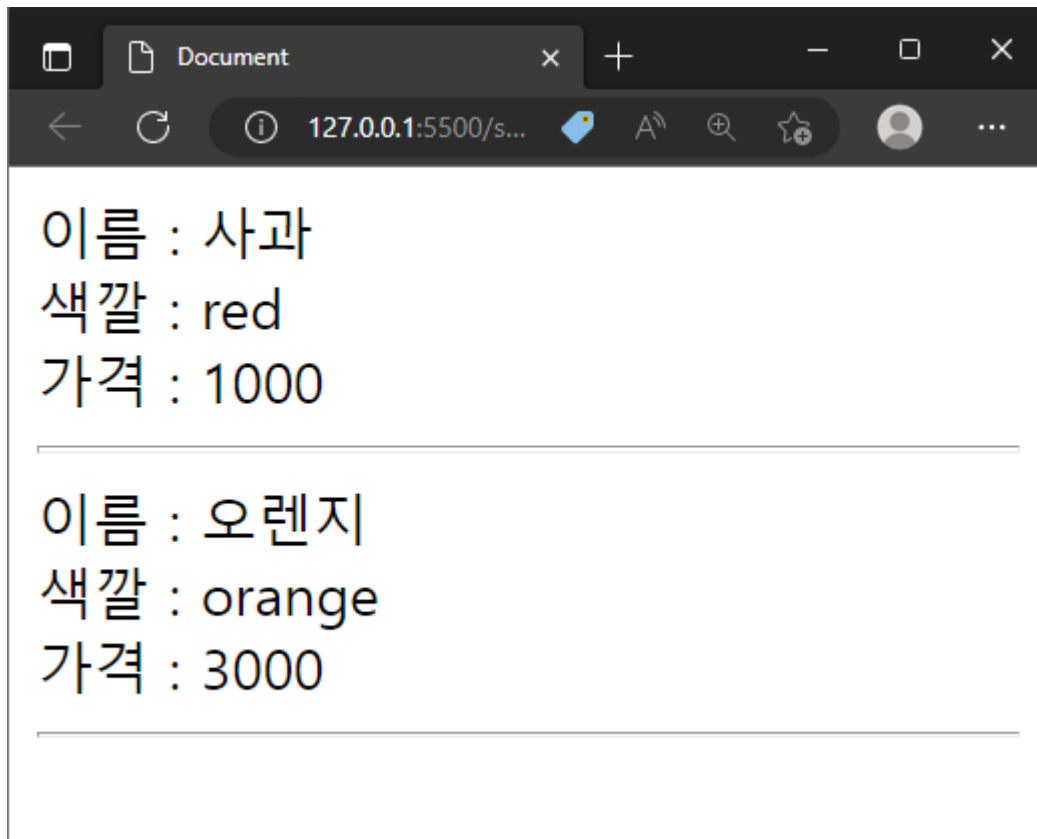 Document
127.0.0.1:5500/s...
이름 : 사과
색깔 : red
가격 : 1000
이름 : 오렌지
색깔 : orange
가격 : 3000